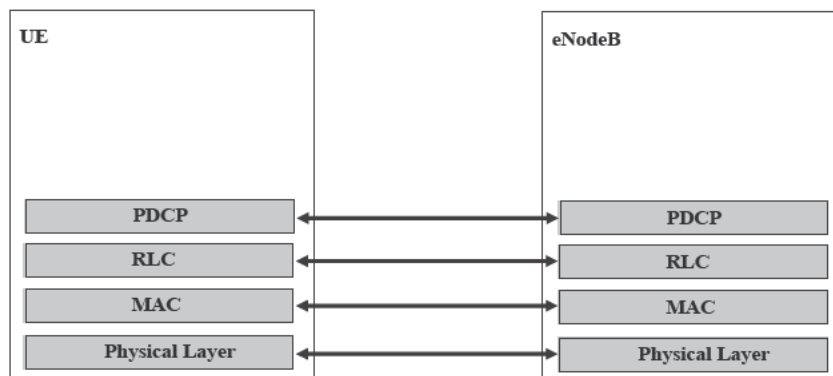 UE
eNodeB
PDCP
PDCP
RLC
RLC
MAC
MAC
Physical Layer
Physical Layer